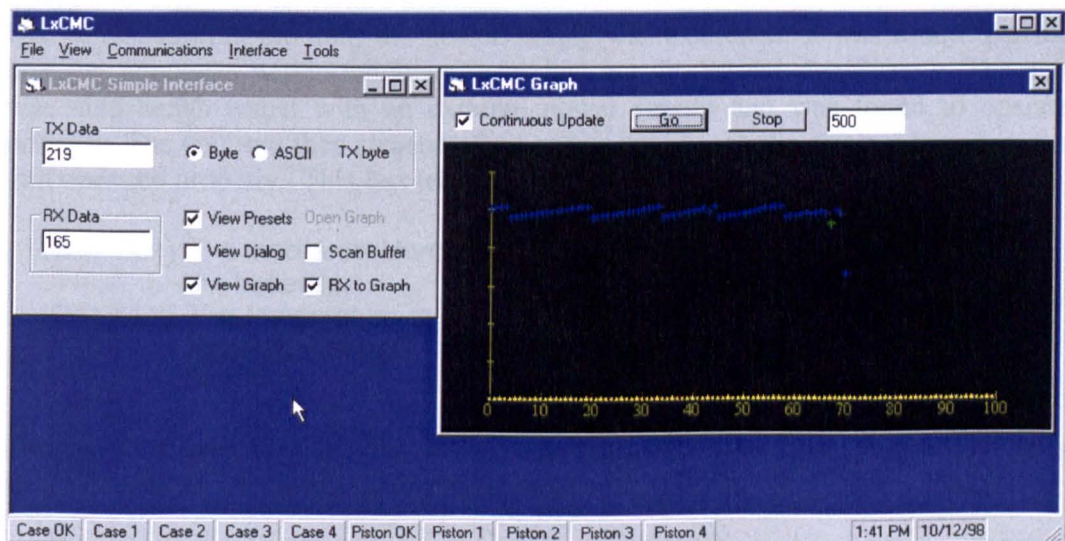 LxCMC
File View Communications Interface Tools
LxCMC Simple Interface
TX Data
219
Byte ASCII TX byte
RX Data
165
View Presets Open Graph
View Dialog Scan Buffer
View Graph RX to Graph
LxCMC Graph
Continuous Update Go Stop 500
0 10 20 30 40 50 60 70 80 90 100
Case OK Case 1 Case 2 Case 3 Case 4 Piston OK Piston 1 Piston 2 Piston 3 Piston 4 1:41 PM 10/12/98